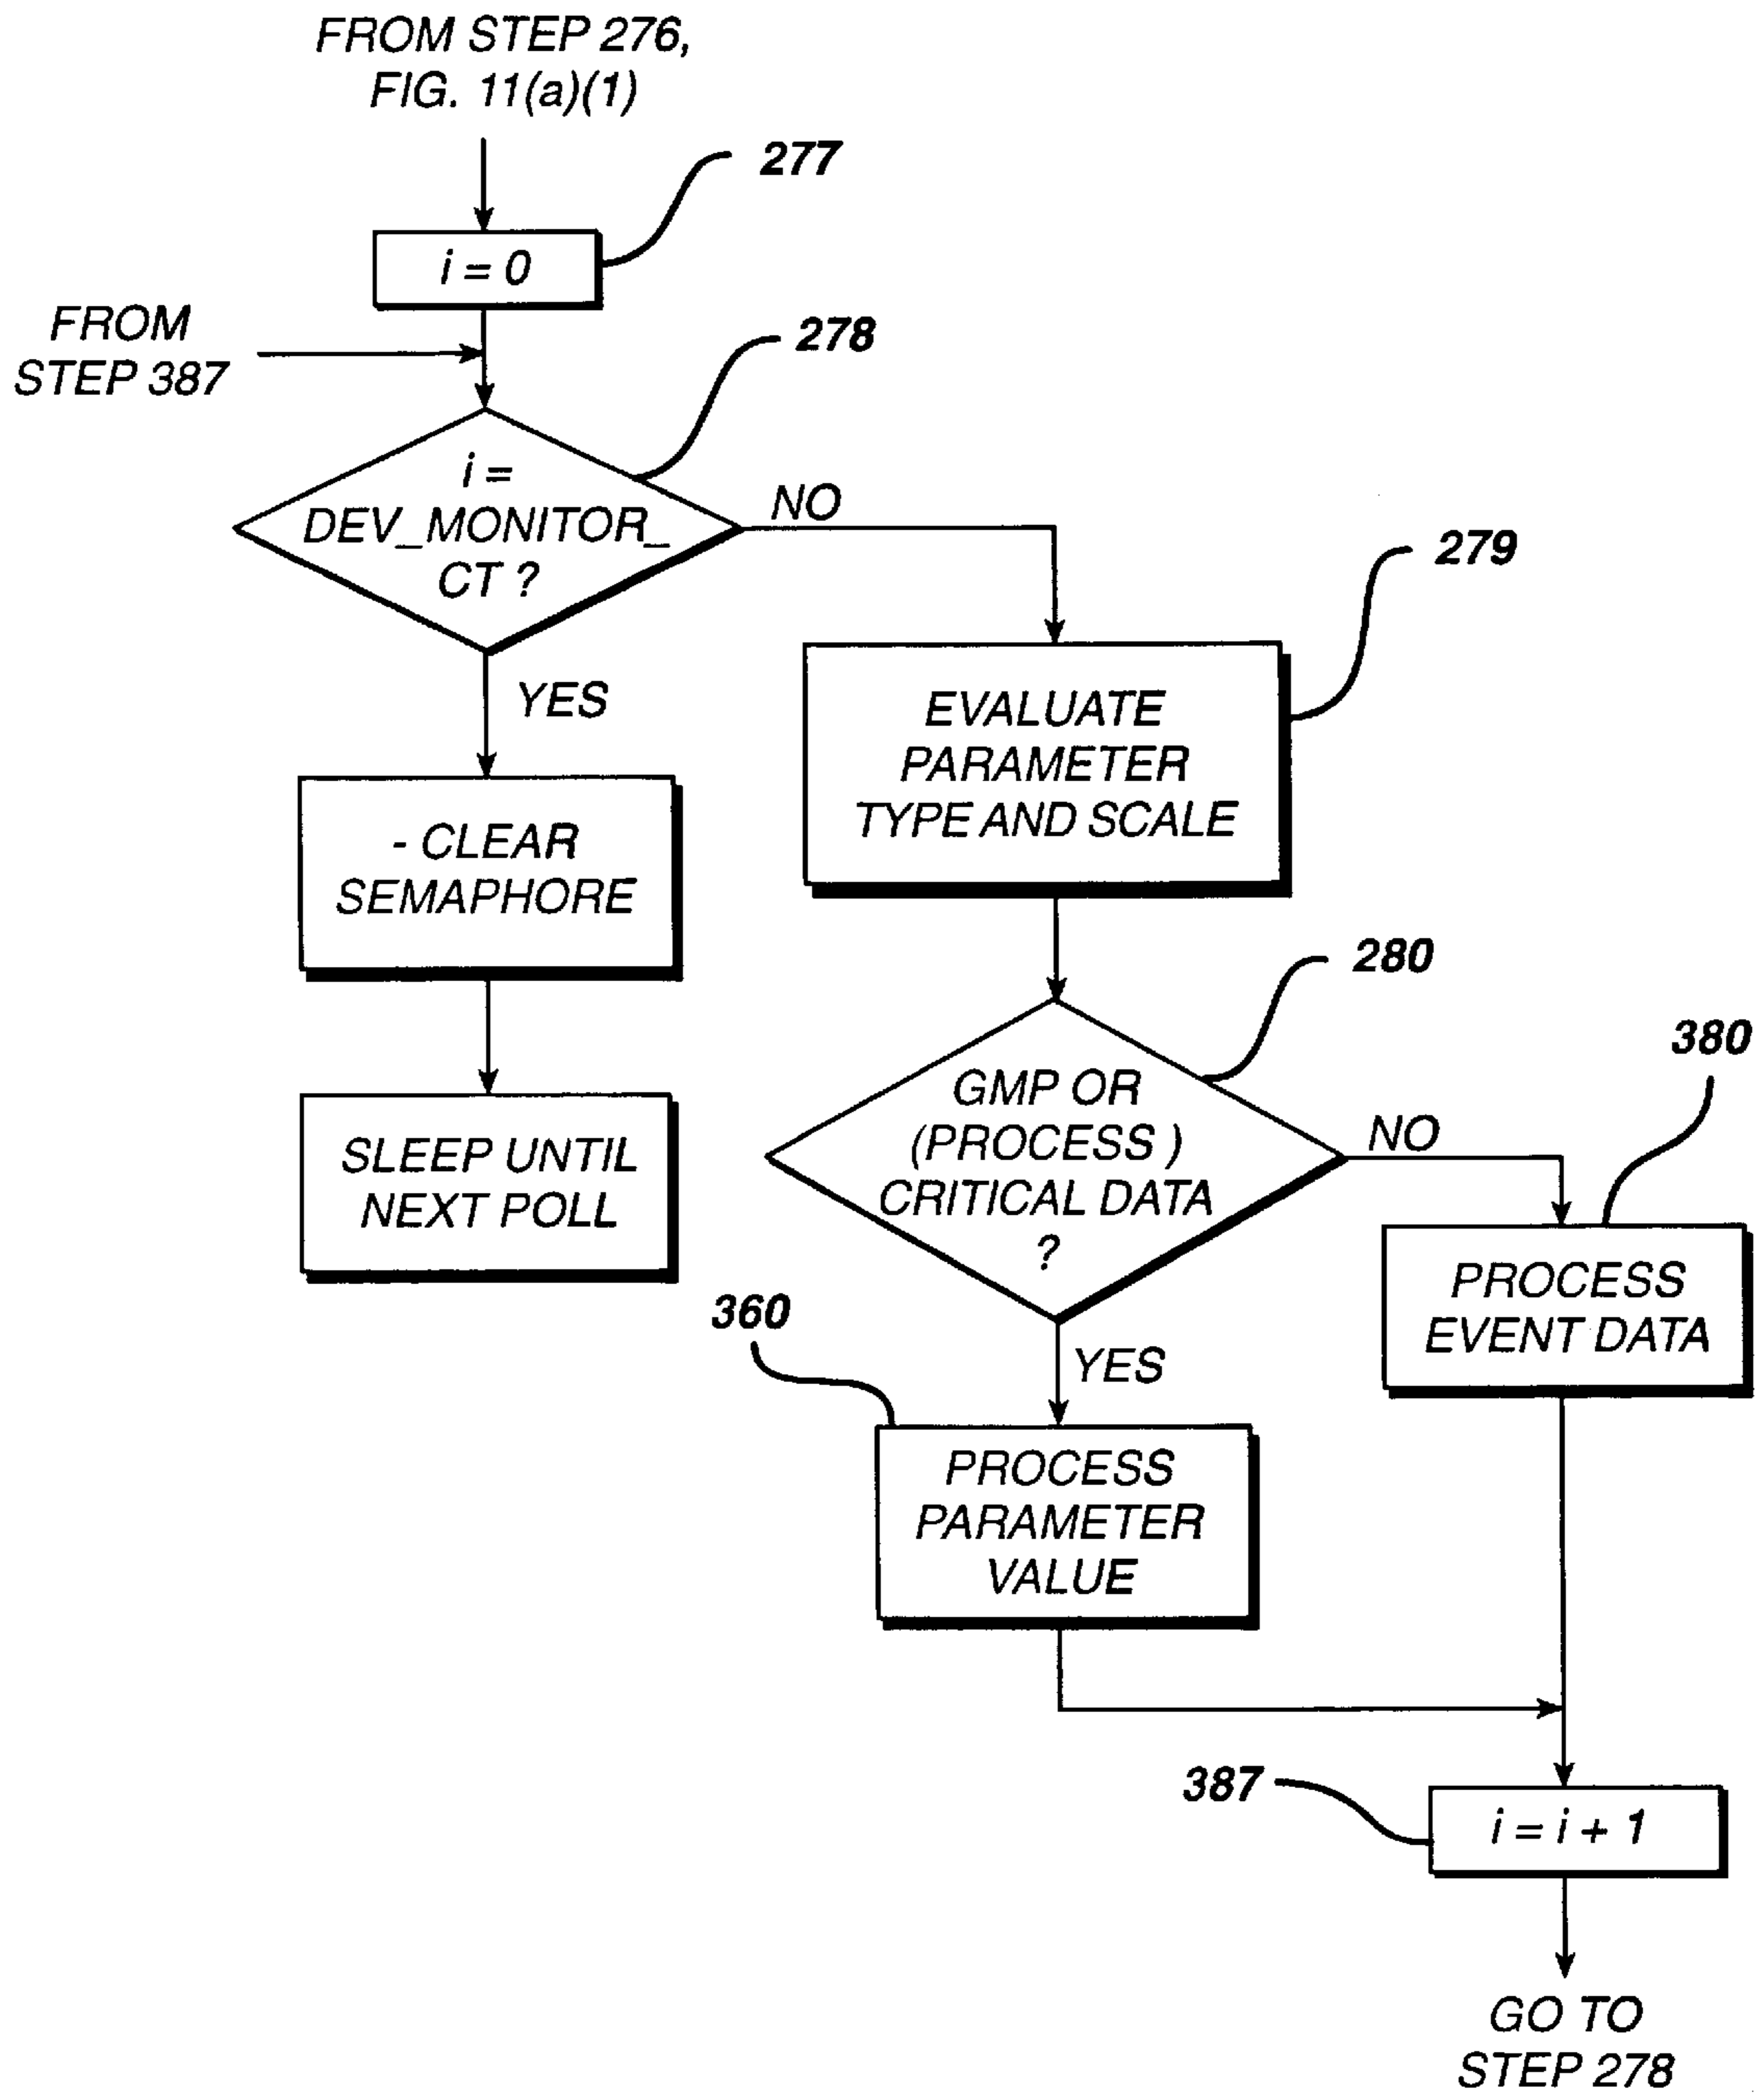 FROM STEP 276,
FIG. 11(a)(1)
277
i = 0
FROM
STEP 387
278
i =
DEV_MONITOR_
CT ?
NO
279
YES
EVALUATE
PARAMETER
TYPE AND SCALE
- CLEAR
SEMAPHORE
280
380
GMP OR
(PROCESS )
CRITICAL DATA
?
NO
SLEEP UNTIL
NEXT POLL
PROCESS
EVENT DATA
360
YES
PROCESS
PARAMETER
VALUE
387
i = i + 1
GO TO
STEP 278